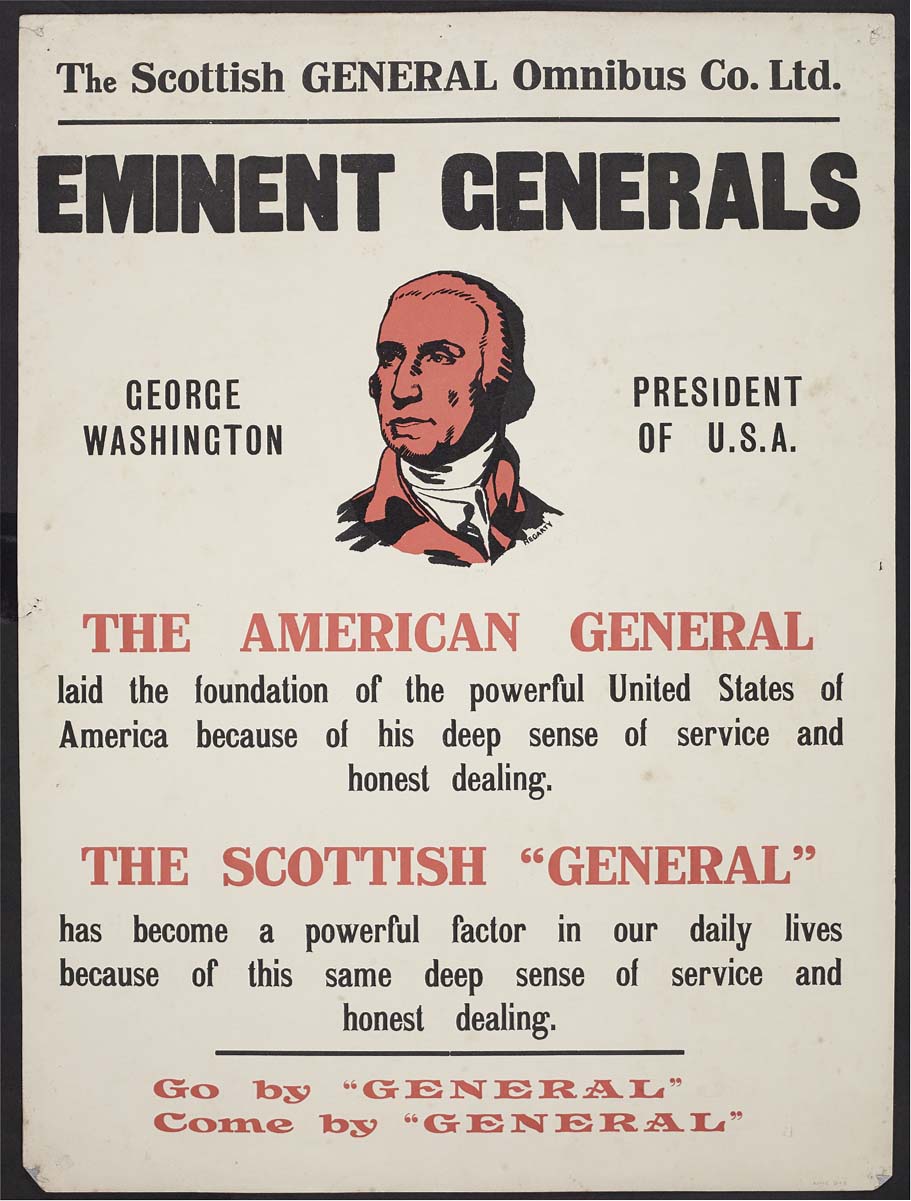 The Scottish GENERAL Omnibus Co. Ltd.
EMINENT GENERALS
GEORGE
WASHINGTON
PRESIDENT
OF U.S.A.
HEGARTY
THE AMERICAN GENERAL
laid the foundation of the powerful United States of
America because of his deep sense of service and
honest dealing.
THE SCOTTISH “GENERAL”
has become a powerful factor in our daily lives
because of this same deep sense of service and
honest dealing.
Go by “GENERAL”
Come by “GENERAL”